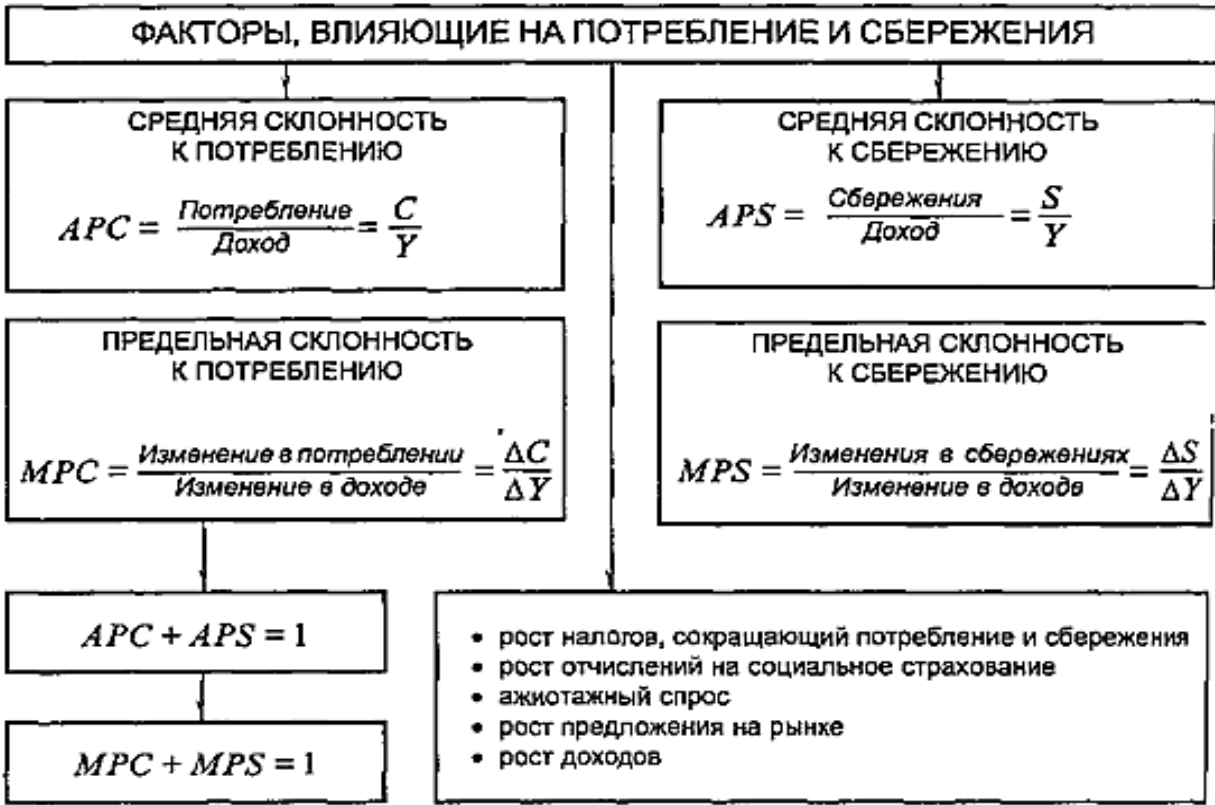 ФАКТОРЫ, ВЛИЯЮЩИЕ НА ПОТРЕБЛЕНИЕ И СБЕРЕЖЕНИЯ
СРЕДНЯЯ СКЛОННОСТЬ
К ПОТРЕБЛЕНИЮ
APC = Потребление / Доход = C / Y
СРЕДНЯЯ СКЛОННОСТЬ
К СБЕРЕЖЕНИЮ
APS = Сбережения / Доход = S / Y
ПРЕДЕЛЬНАЯ СКЛОННОСТЬ
К ПОТРЕБЛЕНИЮ
MPC = Изменение в потреблении / Изменение в доходе = ΔC / ΔY
ПРЕДЕЛЬНАЯ СКЛОННОСТЬ
К СБЕРЕЖЕНИЮ
MPS = Изменения в сбережениях / Изменение в доходе = ΔS / ΔY
APC + APS = 1
MPC + MPS = 1
• рост налогов, сокращающий потребление и сбережения
• рост отчислений на социальное страхование
• ажиотажный спрос
• рост предложения на рынке
• рост доходов